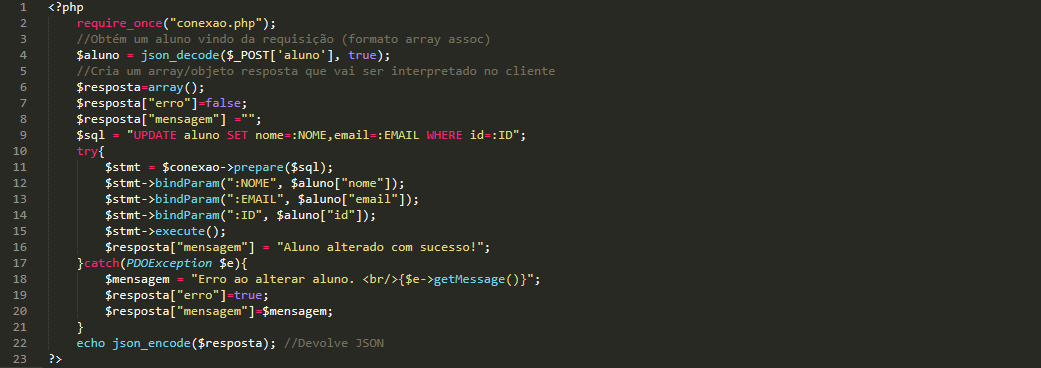 1 <?php
2 require_once("conexao.php");
3 //Obtém um aluno vindo da requisição (formato array assoc)
4 $aluno = json_decode($_POST['aluno'], true);
5 //Cria um array/objeto resposta que vai ser interpretado no cliente
6 $resposta=array();
7 $resposta["erro"]=false;
8 $resposta["mensagem"] ="";
9 $sql = "UPDATE aluno SET nome=:NOME,email=:EMAIL WHERE id=:ID";
10 try{
11 $stmt = $conexao->prepare($sql);
12 $stmt->bindParam(":NOME", $aluno["nome"]);
13 $stmt->bindParam(":EMAIL", $aluno["email"]);
14 $stmt->bindParam(":ID", $aluno["id"]);
15 $stmt->execute();
16 $resposta["mensagem"] = "Aluno alterado com sucesso!";
17 }catch(PDOException $e){
18 $mensagem = "Erro ao alterar aluno. <br/>{$e->getMessage()}";
19 $resposta["erro"]=true;
20 $resposta["mensagem"]=$mensagem;
21 }
22 echo json_encode($resposta); //Devolve JSON
23 ?>